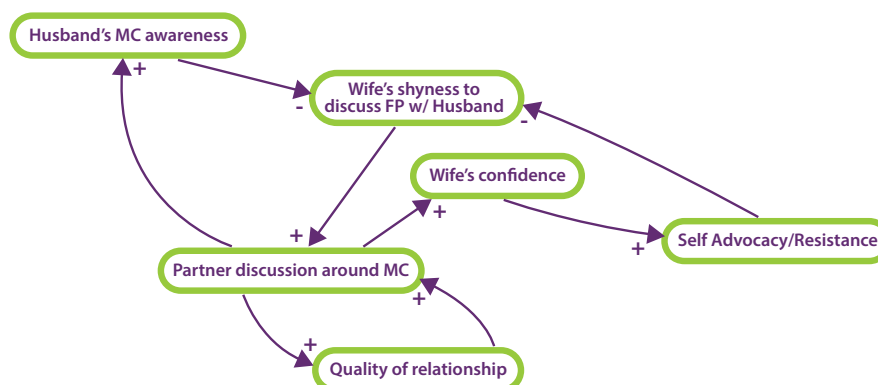 Husband’s MC awareness
+
-
Wife’s shyness to
discuss FP w/ Husband
-
Wife’s confidence
+
+
Self Advocacy/Resistance
+
Partner discussion around MC
+
+
Quality of relationship